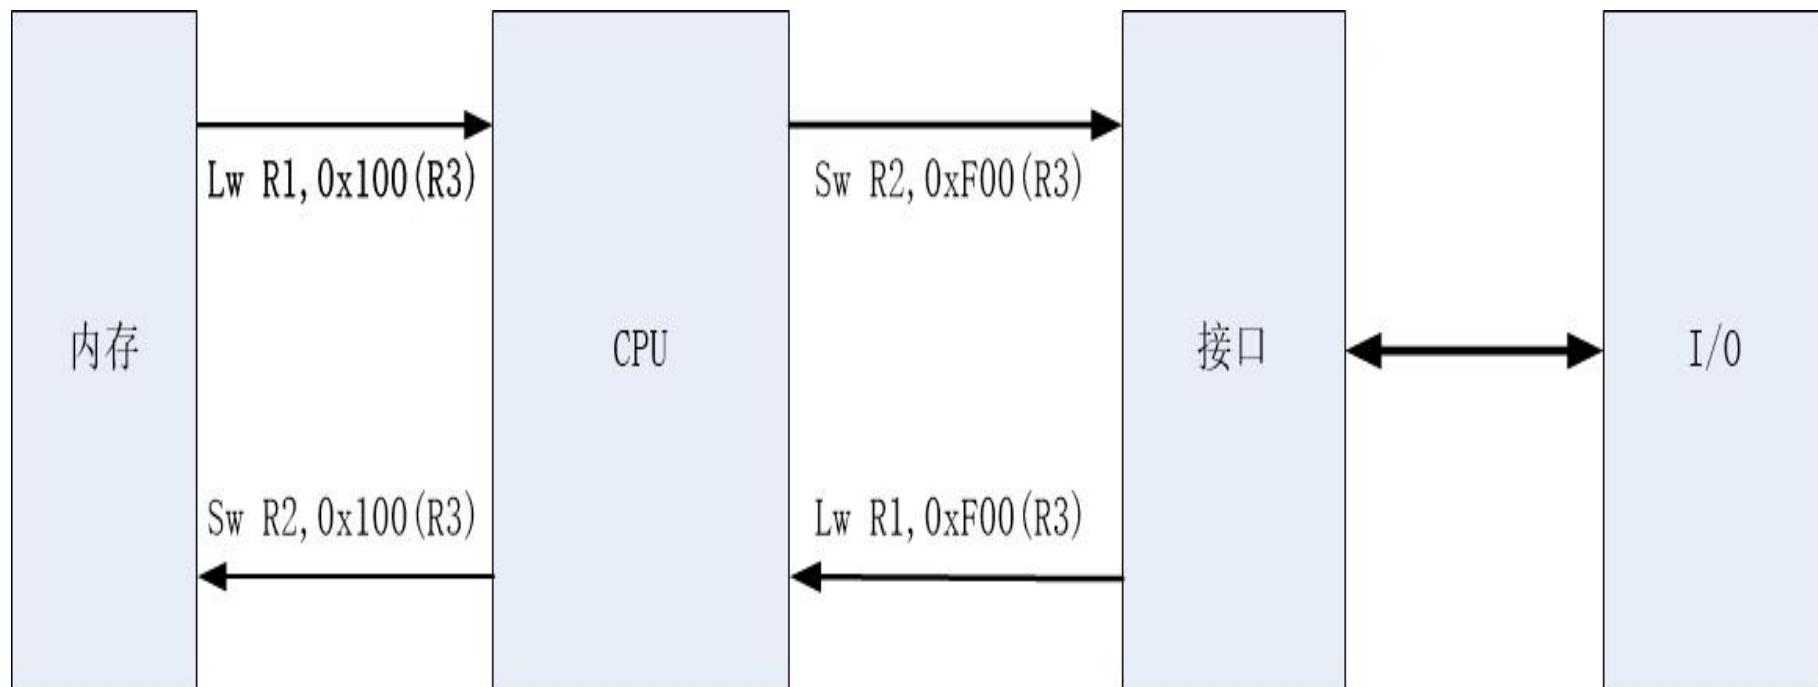 Lw R1,0x100(R3)
Sw R2,0xF00(R3)
内存
CPU
接口
I/O
Sw R2,0x100(R3)
Lw R1,0xF00(R3)